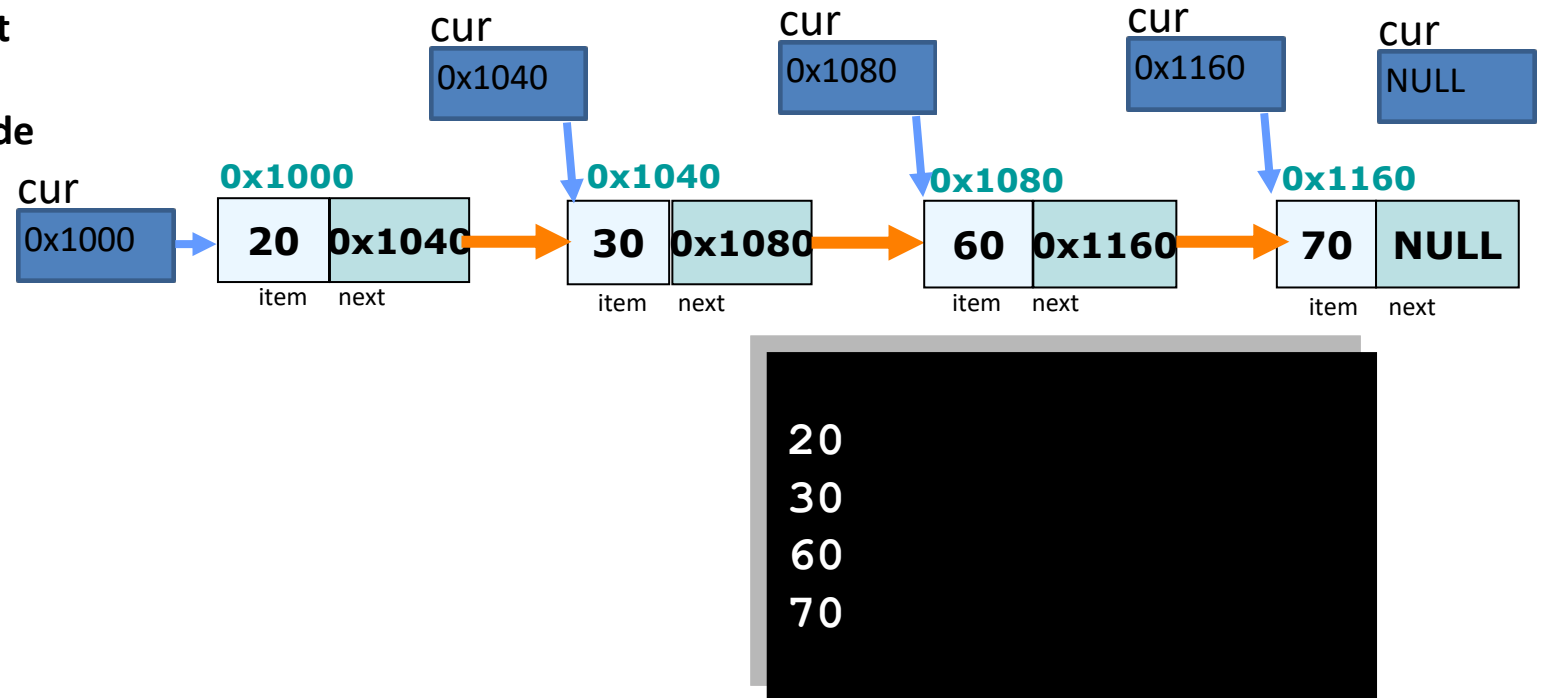 t
de
cur
0x1000
cur
0x1040
cur
0x1080
cur
0x1160
cur
NULL
0x1000
20 0x1040
item next
0x1040
30 0x1080
item next
0x1080
60 0x1160
item next
0x1160
70 NULL
item next
20
30
60
70